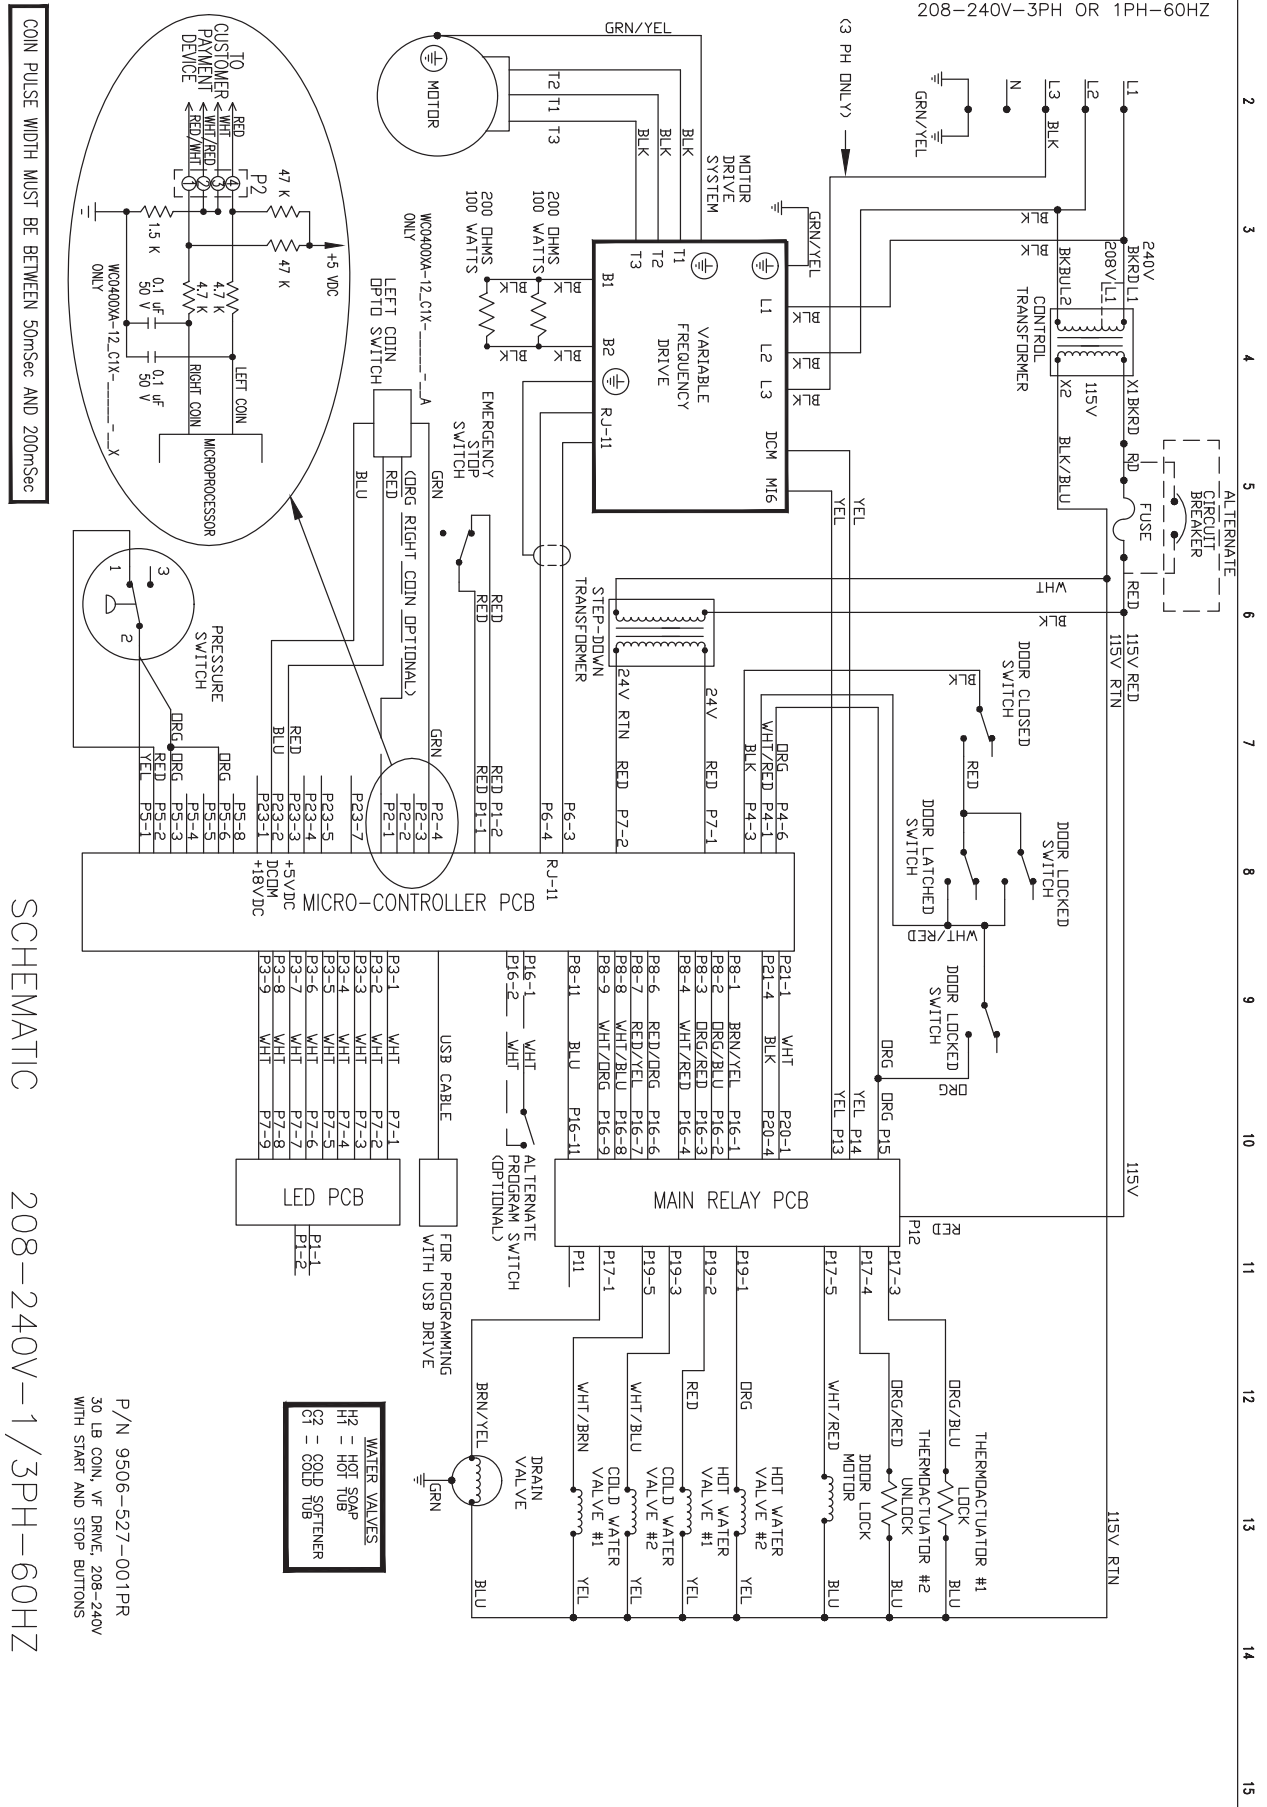 208-240V-3PH OR 1PH-60HZ
2
3
4
5
6
7
8
9
10
11
12
13
14
15
L1
L2
L3
N
BLK
GRN/YEL
(3 PH ONLY)
BLK
BLK
240V
BKRD L1
208V L1
BKBU L2
CONTROL
TRANSFORMER
X1 BKRD
115V
X2
BLK/BLU
RD
FUSE
ALTERNATE
CIRCUIT
BREAKER
RED
WHT
BLK
115V RED
115V RTN
115V
115V RTN
GRN/YEL
MOTOR
T2
T1
T3
BLK
BLK
BLK
MOTOR
DRIVE
SYSTEM
GRN/YEL
T1
T2
T3
L1
L2
L3
BLK
BLK
BLK
VARIABLE
FREQUENCY
DRIVE
DCM
MI6
YEL
YEL
B1
B2
RJ-11
BLK
BLK
BLK
BLK
200 OHMS
100 WATTS
200 OHMS
100 WATTS
STEP-DOWN
TRANSFORMER
24V
24V RTN
RED
RED
P7-1
P7-2
DOOR CLOSED
SWITCH
BLK
RED
DOOR LOCKED
SWITCH
DOOR LATCHED
SWITCH
WHT/RED
DOOR LOCKED
SWITCH
ORG
ORG
ORG
WHT/RED
BLK
P4-6
P4-1
P4-3
EMERGENCY
STOP
SWITCH
RED
RED
RED P1-2
RED P1-1
P6-3
P6-4
WC0400XA-12_C1X-______-_A
ONLY
LEFT COIN
OPTO SWITCH
GRN
(ORG RIGHT COIN OPTIONAL)
RED
BLU
GRN
RED
BLU
P2-4
P2-3
P2-2
P2-1
P23-7
P23-5
P23-4
P23-3
P23-2
P23-1
P5-8
P5-6
P5-5
P5-4
P5-3
P5-2
P5-1
ORG
ORG
ORG
RED
YEL
PRESSURE
SWITCH
1
2
3
TO
CUSTOMER
PAYMENT
DEVICE
RED
WHT
WHT/RED
RED/WHT
P2
4
3
2
1
47 K
47 K
+5 VDC
1.5 K
4.7 K
4.7 K
0.1 uF
50 V
0.1 uF
50 V
WC0400XA-12_C1X-______-_X
ONLY
LEFT COIN
RIGHT COIN
MICROPROCESSOR
COIN PULSE WIDTH MUST BE BETWEEN 50mSec AND 200mSec
RJ-11
+5VDC
DCOM
+18VDC
MICRO-CONTROLLER PCB
P21-1 WHT P20-1
P21-4 BLK P20-4
P8-1 BRN/YEL P16-1
P8-2 ORG/BLU P16-2
P8-3 ORG/RED P16-3
P8-4 WHT/RED P16-4
P8-6 RED/ORG P16-6
P8-7 RED/YEL P16-7
P8-8 WHT/BLU P16-8
P8-9 WHT/ORG P16-9
P8-11 BLU P16-11
P16-1 WHT
P16-2 WHT
ALTERNATE
PROGRAM SWITCH
(OPTIONAL)
USB CABLE
FOR PROGRAMMING
WITH USB DRIVE
P3-1 WHT P7-1
P3-2 WHT P7-2
P3-3 WHT P7-3
P3-4 WHT P7-4
P3-5 WHT P7-5
P3-6 WHT P7-6
P3-7 WHT P7-7
P3-8 WHT P7-8
P3-9 WHT P7-9
LED PCB
P1-1
P1-2
ORG P15
YEL P14
YEL P13
MAIN RELAY PCB
P12
RED
P17-3
P17-4
P17-5
P19-1
P19-2
P19-3
P19-5
P17-1
P11
ORG/BLU
THERMOACTUATOR #1
LOCK
BLU
ORG/RED
THERMOACTUATOR #2
UNLOCK
BLU
WHT/RED
DOOR LOCK
MOTOR
BLU
ORG
HOT WATER
VALVE #2
YEL
RED
HOT WATER
VALVE #1
YEL
WHT/BLU
COLD WATER
VALVE #2
YEL
WHT/BRN
COLD WATER
VALVE #1
YEL
BRN/YEL
DRAIN
VALVE
GRN
BLU
WATER VALVES
H2 - HOT SOAP
H1 - HOT TUB
C2 - COLD SOFTENER
C1 - COLD TUB
P/N 9506-527-001PR
30 LB COIN, VF DRIVE, 208-240V
WITH START AND STOP BUTTONS
SCHEMATIC 208-240V-1/3PH-60HZ